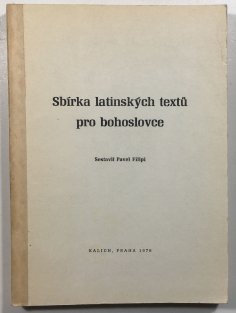 Sbírka latinských textů
pro bohoslovce
Sestavil Pavel Filipi
KALICH, PRAHA 1976